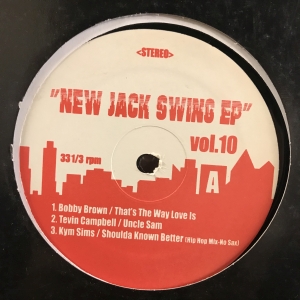 <STEREO>
"NEW JACK SWING EP"
vol.10
33 1/3 rpm
A
1. Bobby Brown / That's The Way Love Is
2. Tevin Campbell / Uncle Sam
3. Kym Sims / Shoulda Known Better (Hip Hop Mix-No Sax)